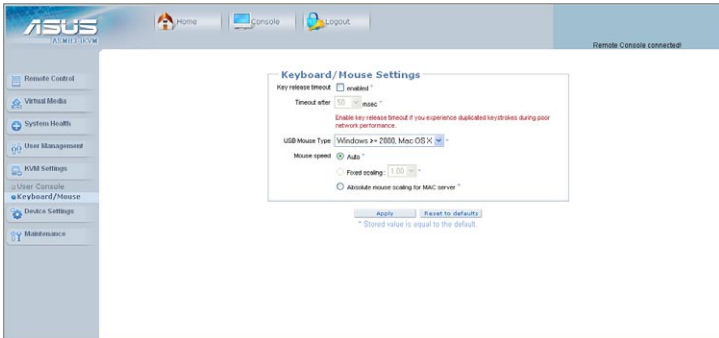 ASUS
ASMB3 iKVM
Home
Console
Logout
Remote Console connected!
Remote Control
Virtual Media
System Health
User Management
KVM Settings
User Console
Keyboard/Mouse
Device Settings
Maintenance
Keyboard/Mouse Settings
Key release timeout enabled *
Timeout after 50 msec *
Enable key release timeout if you experience duplicated keystrokes during poor
network performance.
USB Mouse Type Windows >= 2000, Mac OS X *
Mouse speed Auto *
Fixed scaling: 1.00 *
Absolute mouse scaling for MAC server *
Apply Reset to defaults
* Stored value is equal to the default.